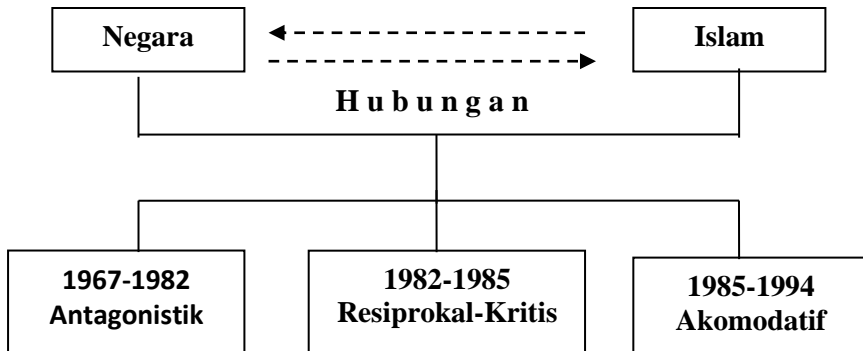 Negara
Islam
H u b u n g a n
1967-1982
Antagonistik
1982-1985
Resiprokal-Kritis
1985-1994
Akomodatif